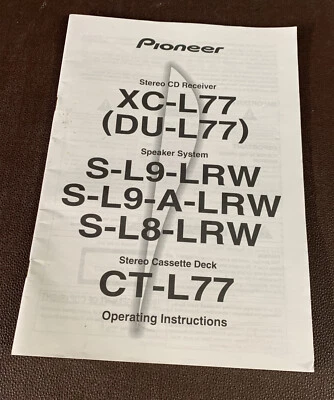 Pioneer
Stereo CD Receiver
XC-L77
(DU-L77)
Speaker System
S-L9-LRW
S-L9-A-LRW
S-L8-LRW
Stereo Cassette Deck
CT-L77
Operating Instructions